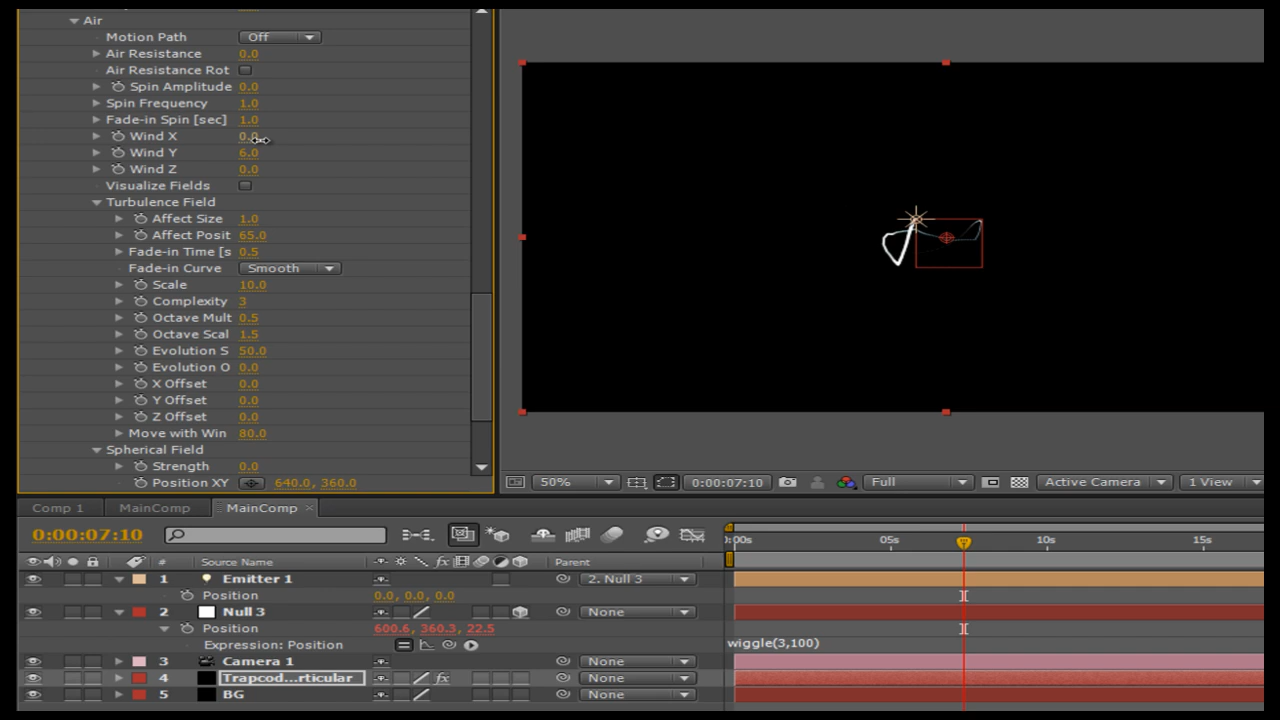 Air
Motion Path Off
Air Resistance 0.0
Air Resistance Rot
Spin Amplitude 0.0
Spin Frequency 1.0
Fade-in Spin [sec] 1.0
Wind X 0.0
Wind Y 6.0
Wind Z 0.0
Visualize Fields
Turbulence Field
Affect Size 1.0
Affect Posit 65.0
Fade-in Time [s 0.5
Fade-in Curve Smooth
Scale 10.0
Complexity 3
Octave Mult 0.5
Octave Scal 1.5
Evolution S 50.0
Evolution O 0.0
X Offset 0.0
Y Offset 0.0
Z Offset 0.0
Move with Win 80.0
Spherical Field
Strength 0.0
Position XY 640.0, 360.0
50% 0:00:07:10 Full Active Camera 1 View
Comp 1 MainComp MainComp ×
0:00:07:10 :00s 05s 10s 15s
# Source Name fx Parent
1 Emitter 1 2. Null 3
Position 0.0, 0.0, 0.0
2 Null 3 None
Position 600.6, 360.3, 22.5
Expression: Position wiggle(3,100)
3 Camera 1 None
4 Trapcod...rticular fx None
5 BG None